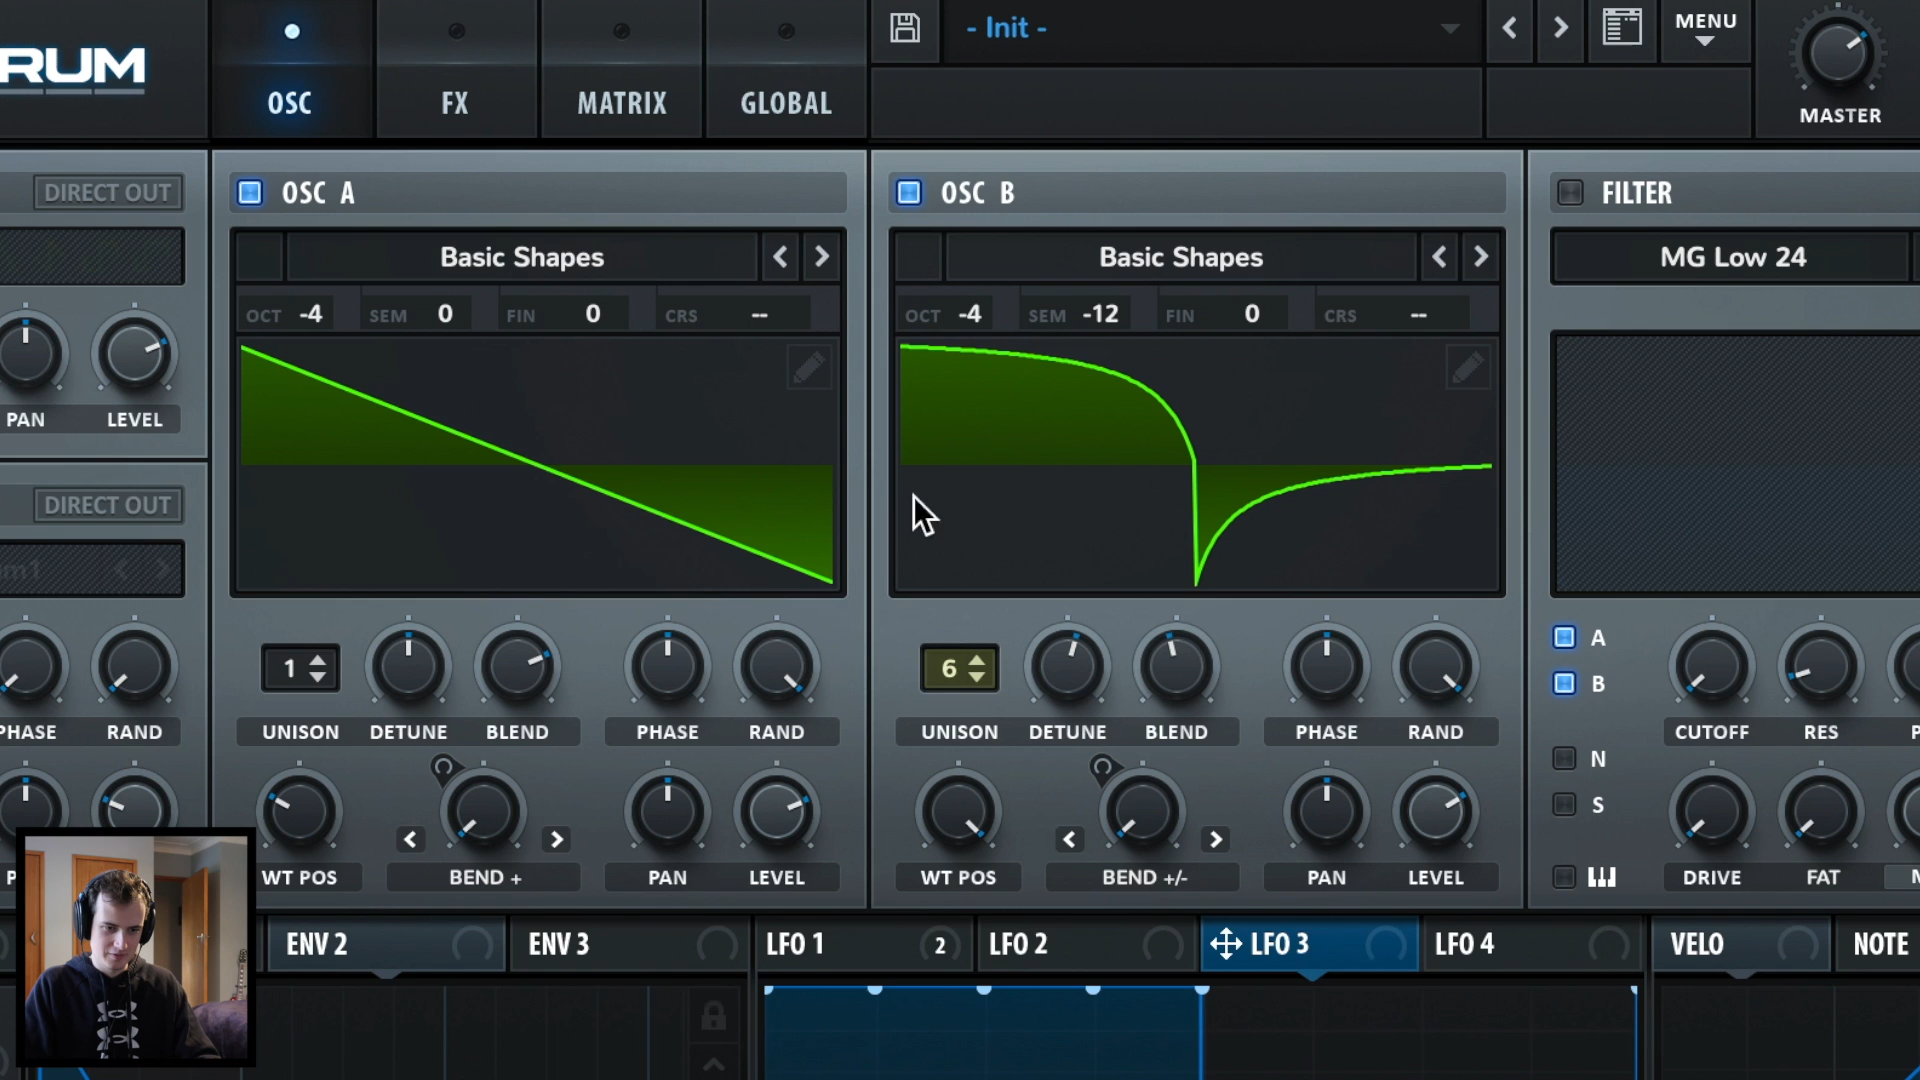 RUM
OSC
FX
MATRIX
GLOBAL
- Init -
MENU
MASTER
DIRECT OUT
OSC A
OSC B
FILTER
Basic Shapes
Basic Shapes
MG Low 24
OCT -4 SEM 0 FIN 0 CRS --
OCT -4 SEM -12 FIN 0 CRS --
PAN LEVEL
DIRECT OUT
1
6
A
B
PHASE RAND
UNISON DETUNE BLEND PHASE RAND
UNISON DETUNE BLEND PHASE RAND
CUTOFF RES P
N
S
P
WT POS BEND + PAN LEVEL
WT POS BEND +/- PAN LEVEL
DRIVE FAT
ENV 2
ENV 3
LFO 1 2
LFO 2
LFO 3
LFO 4
VELO
NOTE